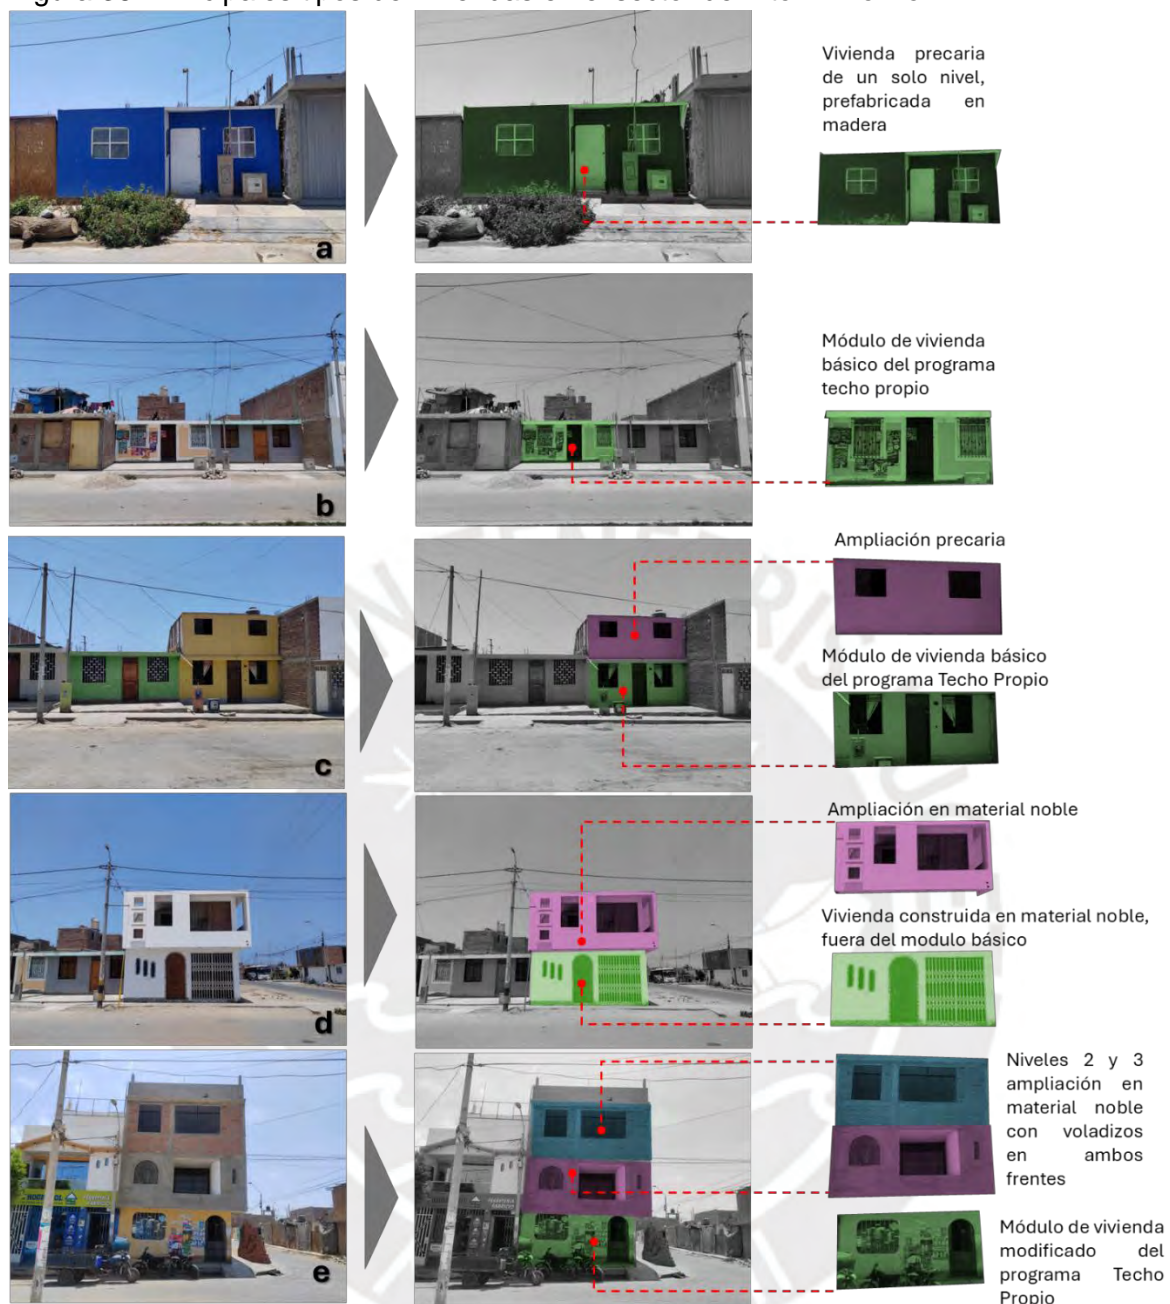 a
Vivienda precaria
de un solo nivel,
prefabricada en
madera
b
Módulo de vivienda
básico del programa
techo propio
c
Ampliación precaria
Módulo de vivienda básico
del programa Techo Propio
d
Ampliación en material noble
Vivienda construida en material noble,
fuera del modulo básico
e
Niveles 2 y 3
ampliación en
material noble
con voladizos
en ambos
frentes
Módulo de vivienda
modificado del
programa Techo
Propio